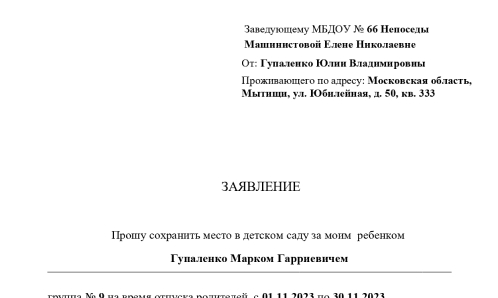 Заведующему МБДОУ № 66 Непоседы
Машинистовой Елене Николаевне
От: Гупаленко Юлии Владимировны
Проживающего по адресу: Московская область,
Мытищи, ул. Юбилейная, д. 50, кв. 333
ЗАЯВЛЕНИЕ
Прошу сохранить место в детском саду за моим ребенком
Гупаленко Марком Гарриевичем
группа № 9 на время отпуска родителей с 01.11.2023 по 30.11.2023